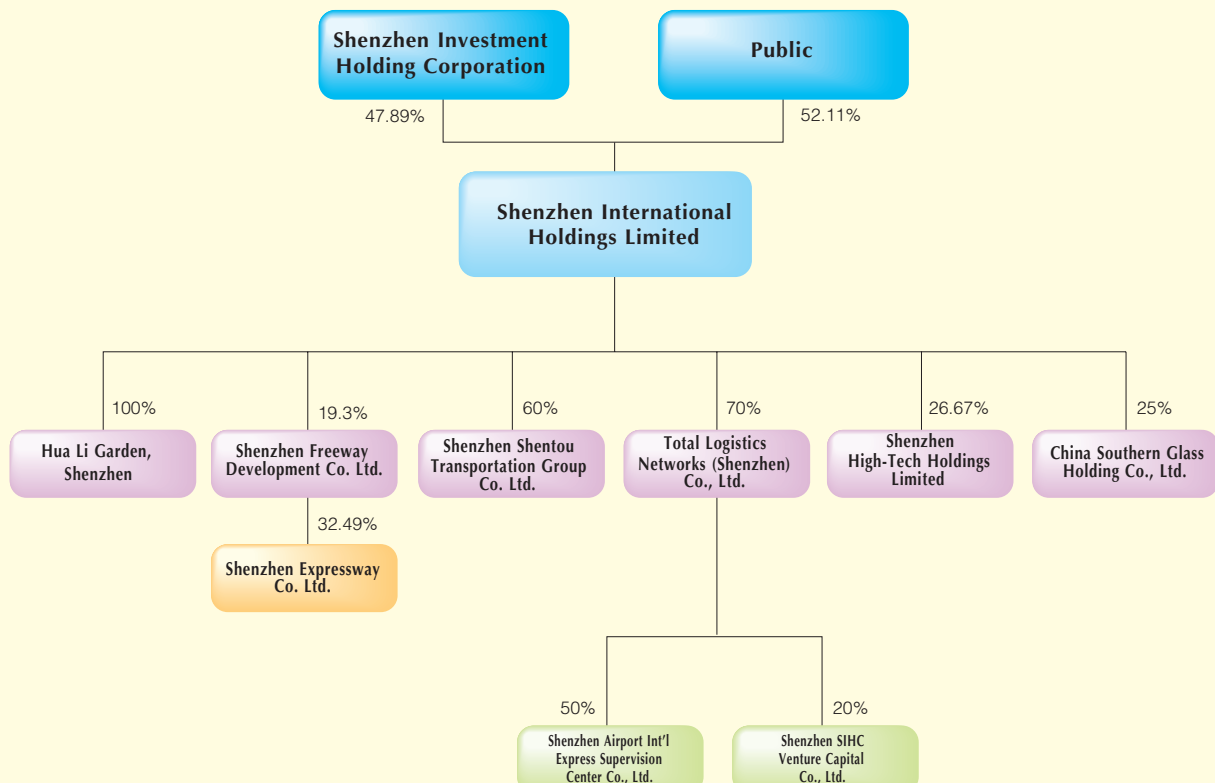 Shenzhen Investment
Holding Corporation
Public
47.89%
52.11%
Shenzhen International
Holdings Limited
100%
19.3%
60%
70%
26.67%
25%
Hua Li Garden,
Shenzhen
Shenzhen Freeway
Development Co. Ltd.
Shenzhen Shentou
Transportation Group
Co. Ltd.
Total Logistics
Networks (Shenzhen)
Co., Ltd.
Shenzhen
High-Tech Holdings
Limited
China Southern Glass
Holding Co., Ltd.
32.49%
Shenzhen Expressway
Co. Ltd.
50%
20%
Shenzhen Airport Int'l
Express Supervision
Center Co., Ltd.
Shenzhen SIHC
Venture Capital
Co., Ltd.